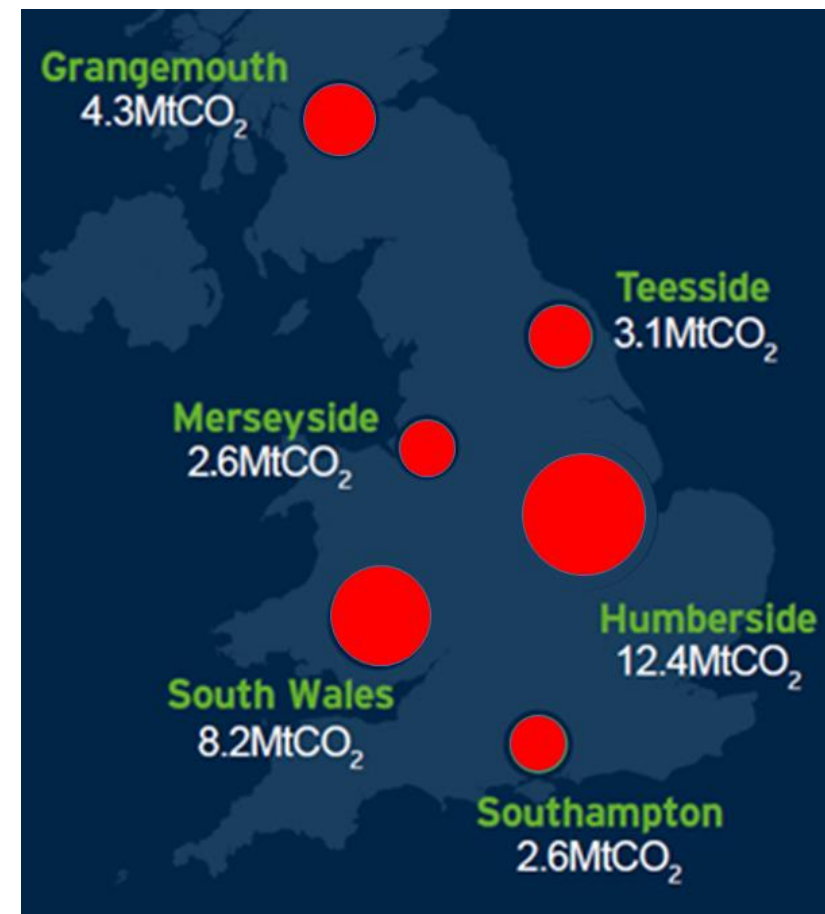 Grangemouth
4.3MtCO₂
Teesside
3.1MtCO₂
Merseyside
2.6MtCO₂
Humberside
12.4MtCO₂
South Wales
8.2MtCO₂
Southampton
2.6MtCO₂